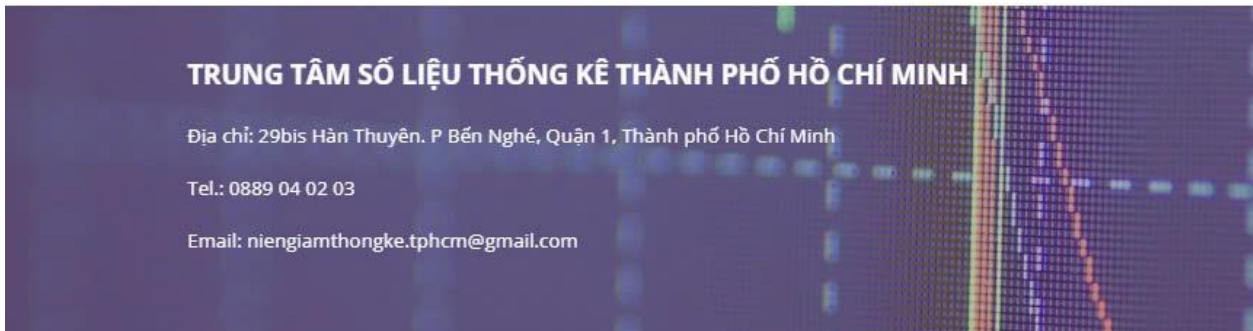 TRUNG TÂM SỐ LIỆU THỐNG KÊ THÀNH PHỐ HỒ CHÍ MINH
Địa chỉ: 29bis Hàn Thuyên. P Bến Nghé, Quận 1, Thành phố Hồ Chí Minh
Tel.: 0889 04 02 03
Email: niengiamthongke.tphcm@gmail.com